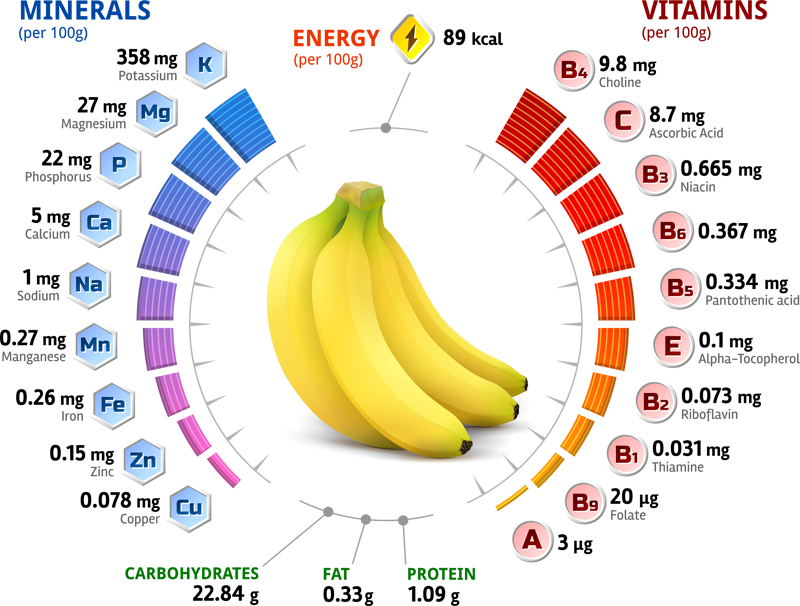 MINERALS
(per 100g)
358 mg
Potassium
K
27 mg
Magnesium
Mg
22 mg
Phosphorus
P
5 mg
Calcium
Ca
1 mg
Sodium
Na
0.27 mg
Manganese
Mn
0.26 mg
Iron
Fe
0.15 mg
Zinc
Zn
0.078 mg
Copper
Cu
ENERGY
(per 100g)
89 kcal
VITAMINS
(per 100g)
B4
9.8 mg
Choline
C
8.7 mg
Ascorbic Acid
B3
0.665 mg
Niacin
B6
0.367 mg
B5
0.334 mg
Pantothenic acid
E
0.1 mg
Alpha-Tocopherol
B2
0.073 mg
Riboflavin
B1
0.031 mg
Thiamine
B9
20 µg
Folate
A
3 µg
CARBOHYDRATES
22.84 g
FAT
0.33g
PROTEIN
1.09 g